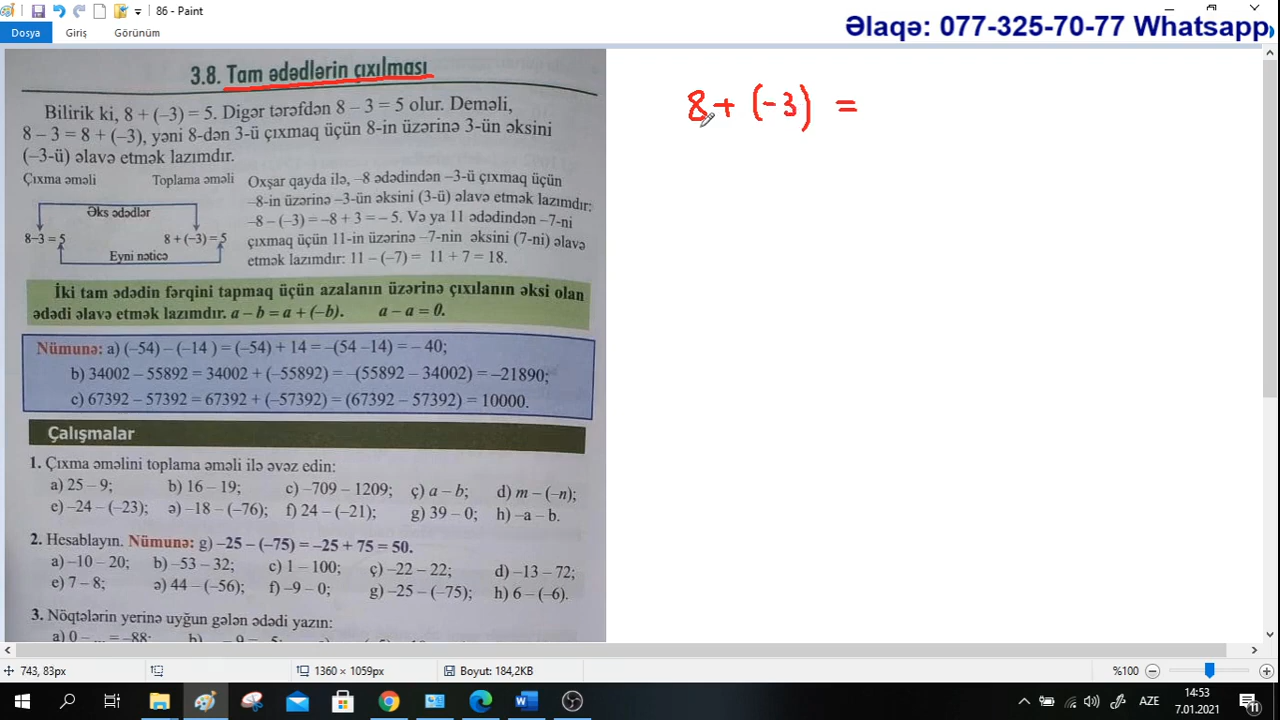 86 - Paint
Əlaqə: 077-325-70-77 Whatsapp
Dosya Giriş Görünüm
3.8. Tam ədədlərin çıxılması
Bilirik ki, 8 + (–3) = 5. Digər tərəfdən 8 – 3 = 5 olur. Deməli,
8 – 3 = 8 + (–3), yəni 8-dən 3-ü çıxmaq üçün 8-in üzərinə 3-ün əksini
(–3-ü) əlavə etmək lazımdır.
Çıxma əməli Toplama əməli
Əks ədədlər
8–3 = 5 8 + (–3) = 5
Eyni nəticə
Oxşar qayda ilə, –8 ədədindən –3-ü çıxmaq üçün
–8-in üzərinə –3-ün əksini (3-ü) əlavə etmək lazımdır:
–8 – (–3) = –8 + 3 = – 5. Və ya 11 ədədindən –7-ni
çıxmaq üçün 11-in üzərinə –7-nin əksini (7-ni) əlavə
etmək lazımdır: 11 – (–7) = 11 + 7 = 18.
İki tam ədədin fərqini tapmaq üçün azalanın üzərinə çıxılanın əksi olan
ədədi əlavə etmək lazımdır. a – b = a + (–b). a – a = 0.
Nümunə: a) (–54) – (–14 ) = (–54) + 14 = –(54 –14) = – 40;
b) 34002 – 55892 = 34002 + (–55892) = –(55892 – 34002) = –21890;
c) 67392 – 57392 = 67392 + (–57392) = (67392 – 57392) = 10000.
Çalışmalar
1. Çıxma əməlini toplama əməli ilə əvəz edin:
a) 25 – 9; b) 16 – 19; c) –709 – 1209; ç) a – b; d) m – (–n);
e) –24 – (–23); ə) –18 – (–76); f) 24 – (–21); g) 39 – 0; h) –a – b.
2. Hesablayın. Nümunə: g) –25 – (–75) = –25 + 75 = 50.
a) –10 – 20; b) –53 – 32; c) 1 – 100; ç) –22 – 22; d) –13 – 72;
e) 7 – 8; ə) 44 – (–56); f) –9 – 0; g) –25 – (–75); h) 6 – (–6).
3. Nöqtələrin yerinə uyğun gələn ədədi yazın:
a) 0 – ... = –88;
8 + (-3) =
743, 83px 1360 × 1059px Boyut: 184,2KB %100
AZE 14:53
7.01.2021
11